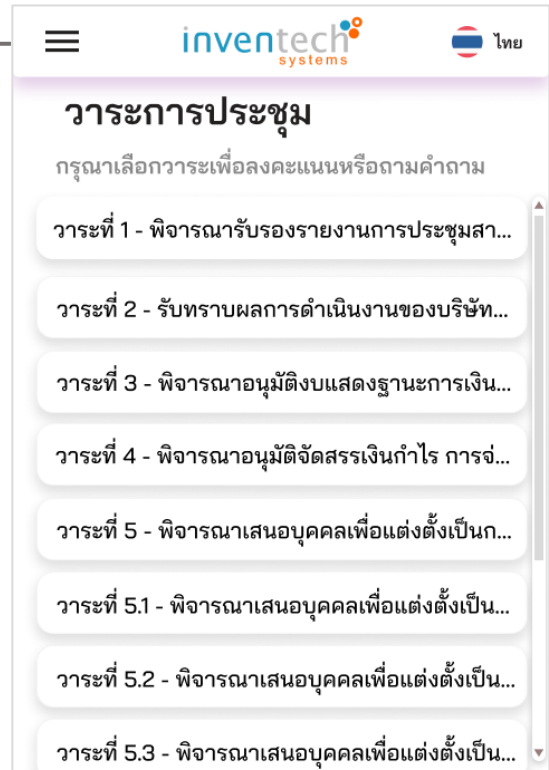 inventech
systems
ไทย
วาระการประชุม
กรุณาเลือกวาระเพื่อลงคะแนนหรือถามคำถาม
วาระที่ 1 - พิจารณารับรองรายงานการประชุมสา...
วาระที่ 2 - รับทราบผลการดำเนินงานของบริษัท...
วาระที่ 3 - พิจารณาอนุมัติงบแสดงฐานะการเงิน...
วาระที่ 4 - พิจารณาอนุมัติจัดสรรเงินกำไร การจ่...
วาระที่ 5 - พิจารณาเสนอบุคคลเพื่อแต่งตั้งเป็นก...
วาระที่ 5.1 - พิจารณาเสนอบุคคลเพื่อแต่งตั้งเป็น...
วาระที่ 5.2 - พิจารณาเสนอบุคคลเพื่อแต่งตั้งเป็น...
วาระที่ 5.3 - พิจารณาเสนอบุคคลเพื่อแต่งตั้งเป็น...